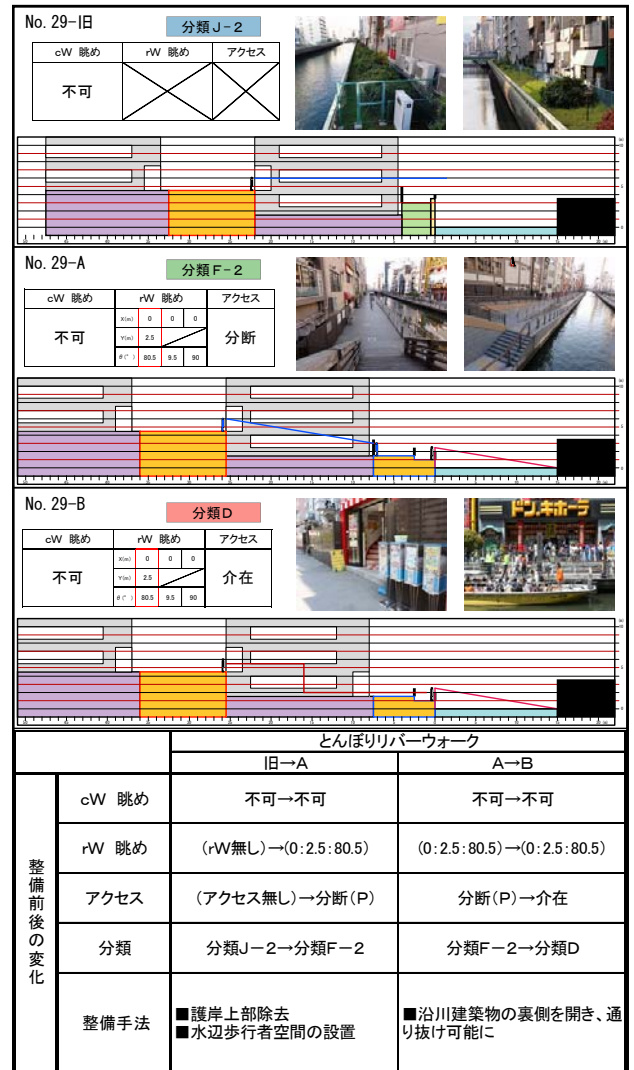 No. 29-旧
分類J-2
cW 眺め rW 眺め アクセス
不可
No. 29-A
分類F-2
cW 眺め rW 眺め アクセス
不可
X(m) 0 0 0
Y(m) 2.5
θ(°) 80.5 9.5 90
分断
No. 29-B
分類D
cW 眺め rW 眺め アクセス
不可
X(m) 0 0 0
Y(m) 2.5
θ(°) 80.5 9.5 90
介在
ドン.キホーテ
とんぼりリバーウォーク
旧→A A→B
整備前後の変化
cW 眺め 不可→不可 不可→不可
rW 眺め (rW無し)→(0:2.5:80.5) (0:2.5:80.5)→(0:2.5:80.5)
アクセス (アクセス無し)→分断(P) 分断(P)→介在
分類 分類J-2→分類F-2 分類F-2→分類D
整備手法
■護岸上部除去
■水辺歩行者空間の設置
■沿川建築物の裏側を開き、通
り抜け可能に